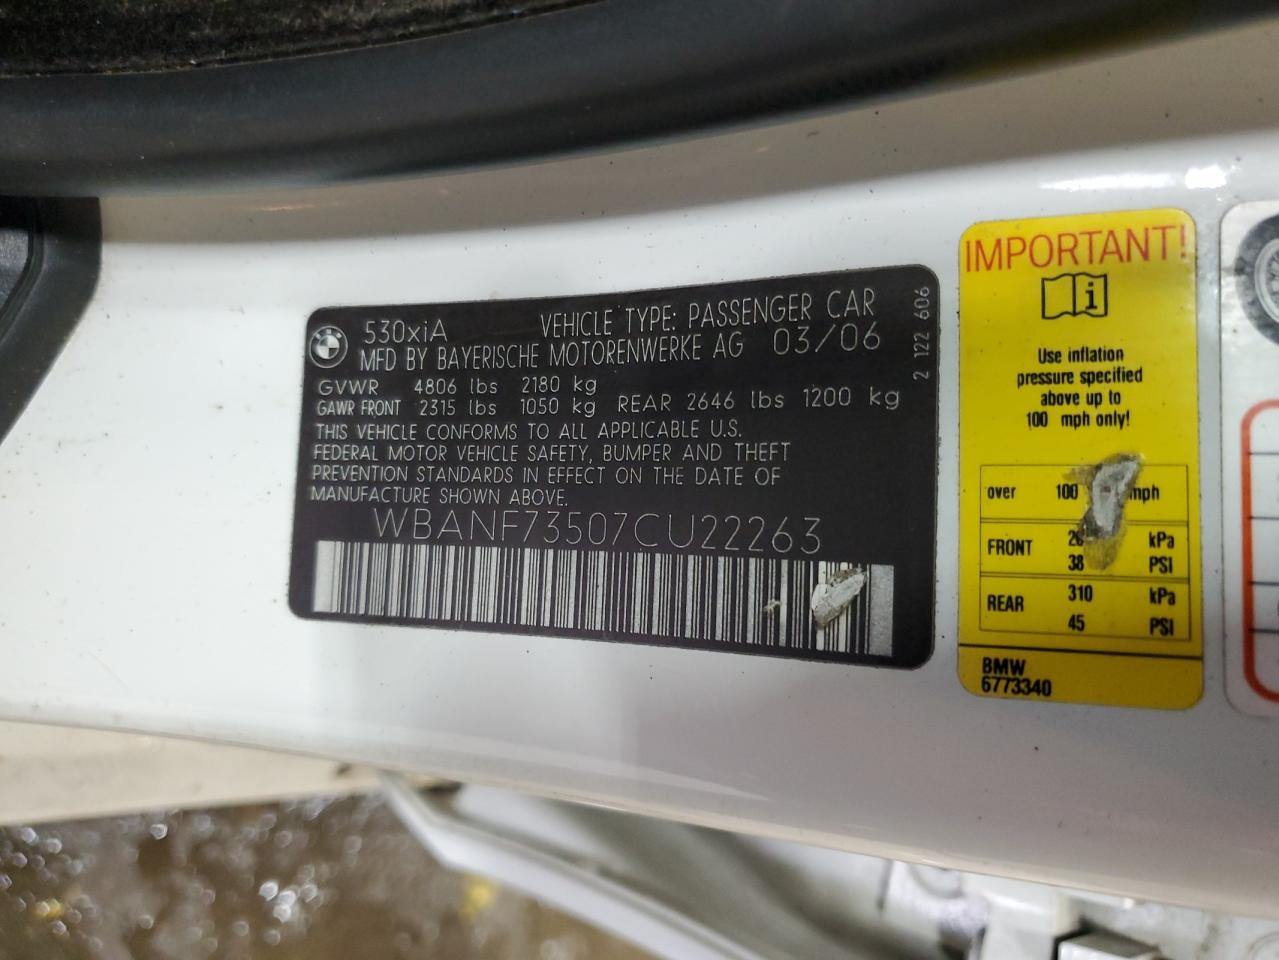 530xiA VEHICLE TYPE: PASSENGER CAR
MFD BY BAYERISCHE MOTORENWERKE AG 03/06
GVWR 4806 lbs 2180 kg
GAWR FRONT 2315 lbs 1050 kg REAR 2646 lbs 1200 kg
THIS VEHICLE CONFORMS TO ALL APPLICABLE U.S.
FEDERAL MOTOR VEHICLE SAFETY, BUMPER AND THEFT
PREVENTION STANDARDS IN EFFECT ON THE DATE OF
MANUFACTURE SHOWN ABOVE.
WBANF73507CU22263
2 122 606
IMPORTANT!
i
Use inflation
pressure specified
above up to
100 mph only!
over 100 mph
FRONT kPa
38 PSI
REAR 310 kPa
45 PSI
BMW
6773340